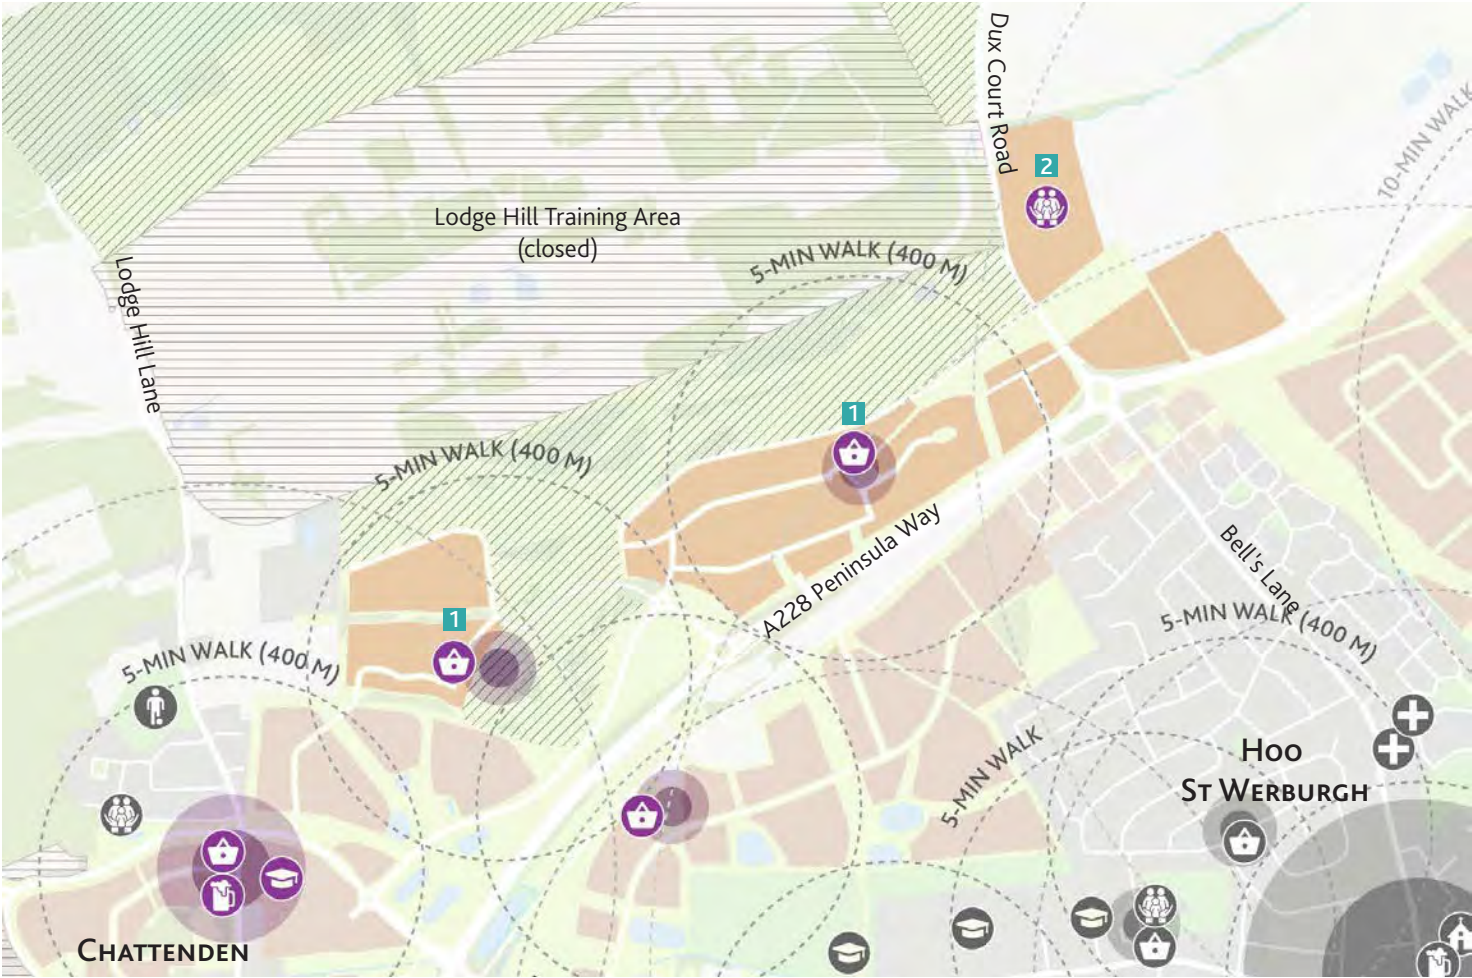 Dux Court Road
10-MIN WALK
2
Lodge Hill Training Area
(closed)
5-MIN WALK (400 M)
Lodge Hill Lane
1
5-MIN WALK (400 M)
A228 Peninsula Way
Bell's Lane
1
5-MIN WALK (400 M)
5-MIN WALK (400 M)
5-MIN WALK
Hoo
St Werburgh
Chattenden